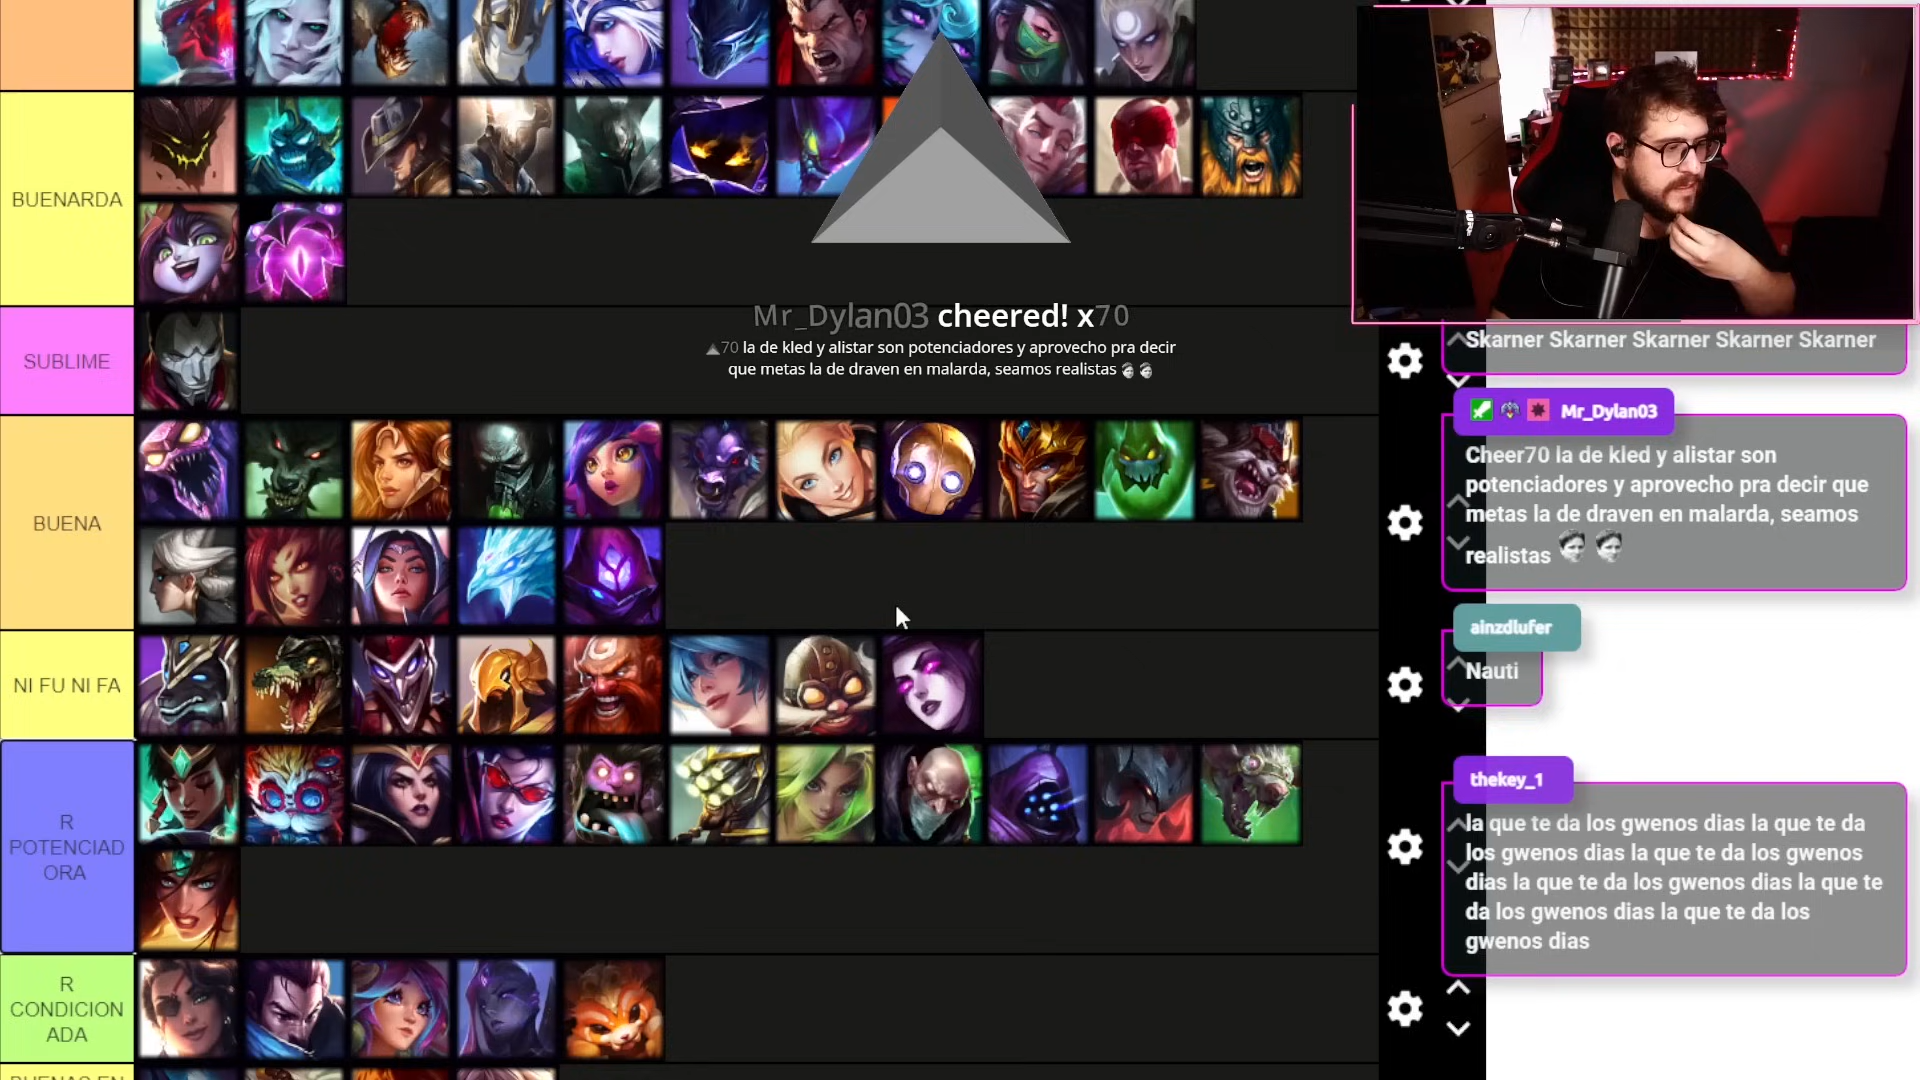 BUENARDA
SUBLIME
BUENA
NI FU NI FA
R
POTENCIAD
ORA
R
CONDICION
ADA
Mr_Dylan03 cheered! x70
70 la de kled y alistar son potenciadores y aprovecho pra decir
que metas la de draven en malarda, seamos realistas
Skarner Skarner Skarner Skarner Skarner
Mr_Dylan03
Cheer70 la de kled y alistar son
potenciadores y aprovecho pra decir que
metas la de draven en malarda, seamos
realistas
ainzdlufer
Nauti
thekey_1
la que te da los gwenos dias la que te da
los gwenos dias la que te da los gwenos
dias la que te da los gwenos dias la que te
da los gwenos dias la que te da los
gwenos dias